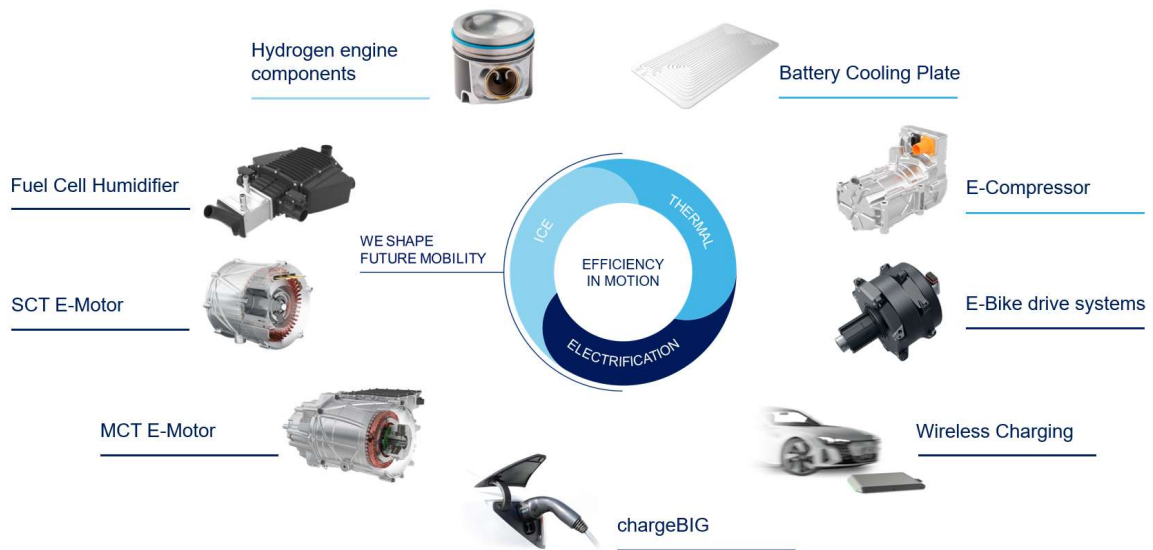 Hydrogen engine
components
Battery Cooling Plate
Fuel Cell Humidifier
E-Compressor
WE SHAPE
FUTURE MOBILITY
ICE
THERMAL
EFFICIENCY
IN MOTION
ELECTRIFICATION
SCT E-Motor
E-Bike drive systems
MCT E-Motor
Wireless Charging
chargeBIG